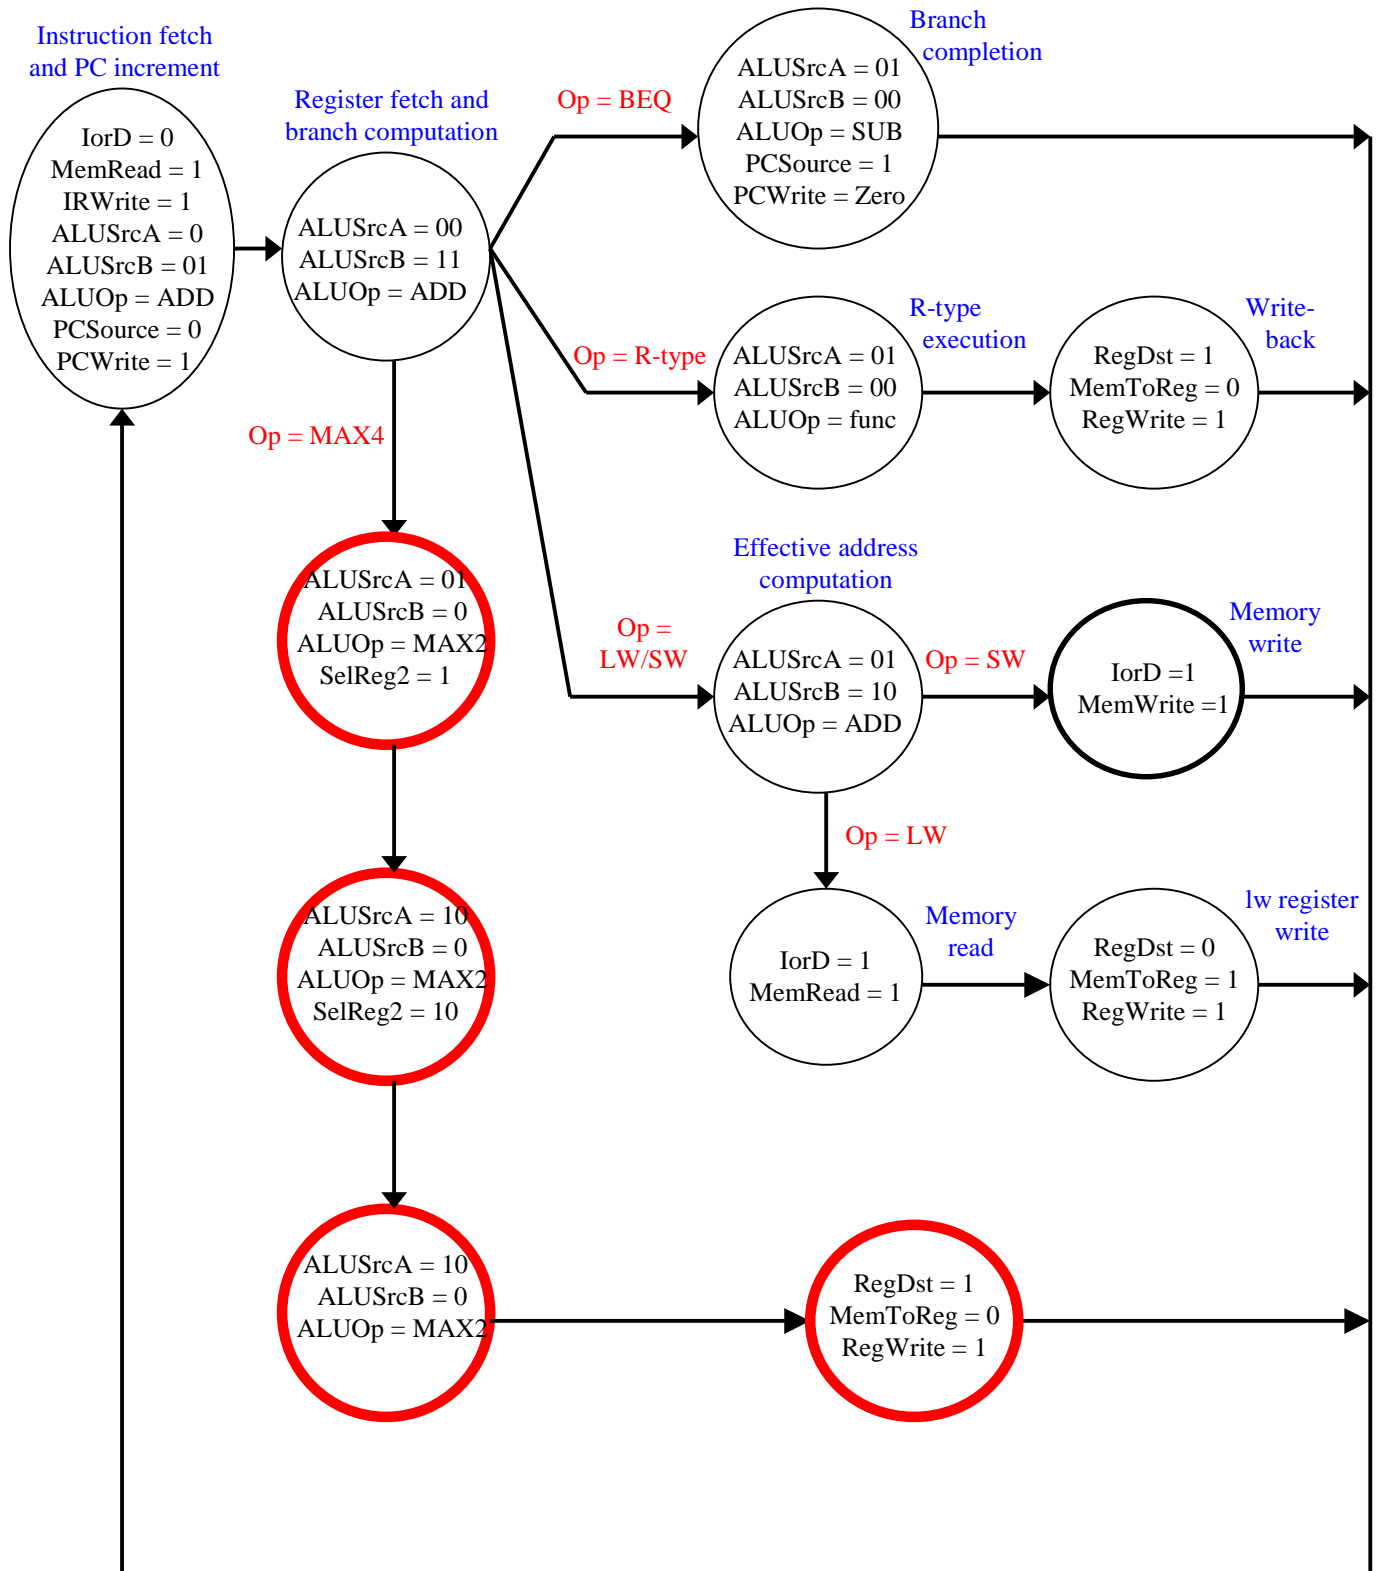 Instruction fetch
and PC increment
IorD = 0
MemRead = 1
IRWrite = 1
ALUSrcA = 0
ALUSrcB = 01
ALUOp = ADD
PCSource = 0
PCWrite = 1
Register fetch and
branch computation
ALUSrcA = 00
ALUSrcB = 11
ALUOp = ADD
Op = BEQ
Branch
completion
ALUSrcA = 01
ALUSrcB = 00
ALUOp = SUB
PCSource = 1
PCWrite = Zero
Op = R-type
R-type
execution
ALUSrcA = 01
ALUSrcB = 00
ALUOp = func
Write-
back
RegDst = 1
MemToReg = 0
RegWrite = 1
Op = MAX4
ALUSrcA = 01
ALUSrcB = 0
ALUOp = MAX2
SelReg2 = 1
Effective address
computation
Op =
LW/SW
ALUSrcA = 01
ALUSrcB = 10
ALUOp = ADD
Op = SW
Memory
write
IorD =1
MemWrite =1
Op = LW
ALUSrcA = 10
ALUSrcB = 0
ALUOp = MAX2
SelReg2 = 10
IorD = 1
MemRead = 1
Memory
read
lw register
write
RegDst = 0
MemToReg = 1
RegWrite = 1
ALUSrcA = 10
ALUSrcB = 0
ALUOp = MAX2
RegDst = 1
MemToReg = 0
RegWrite = 1